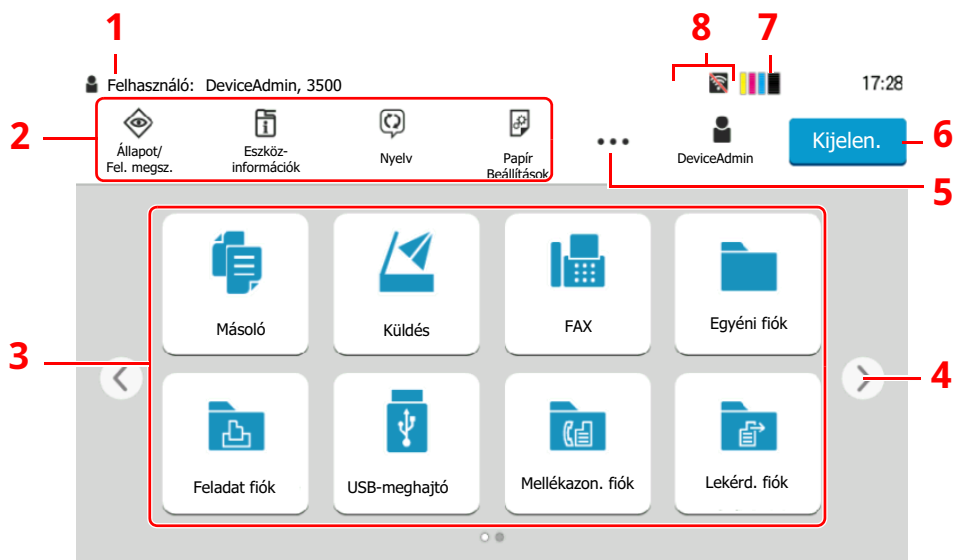 1
8
7
Felhasználó: DeviceAdmin, 3500
17:28
2
Állapot/
Fel. megsz.
Eszköz-
információk
Nyelv
Papír
Beállítások
DeviceAdmin
Kijelen.
6
5
3
Másoló
Küldés
FAX
Egyéni fiók
4
Feladat fiók
USB-meghajtó
Mellékazon. fiók
Lekérd. fiók